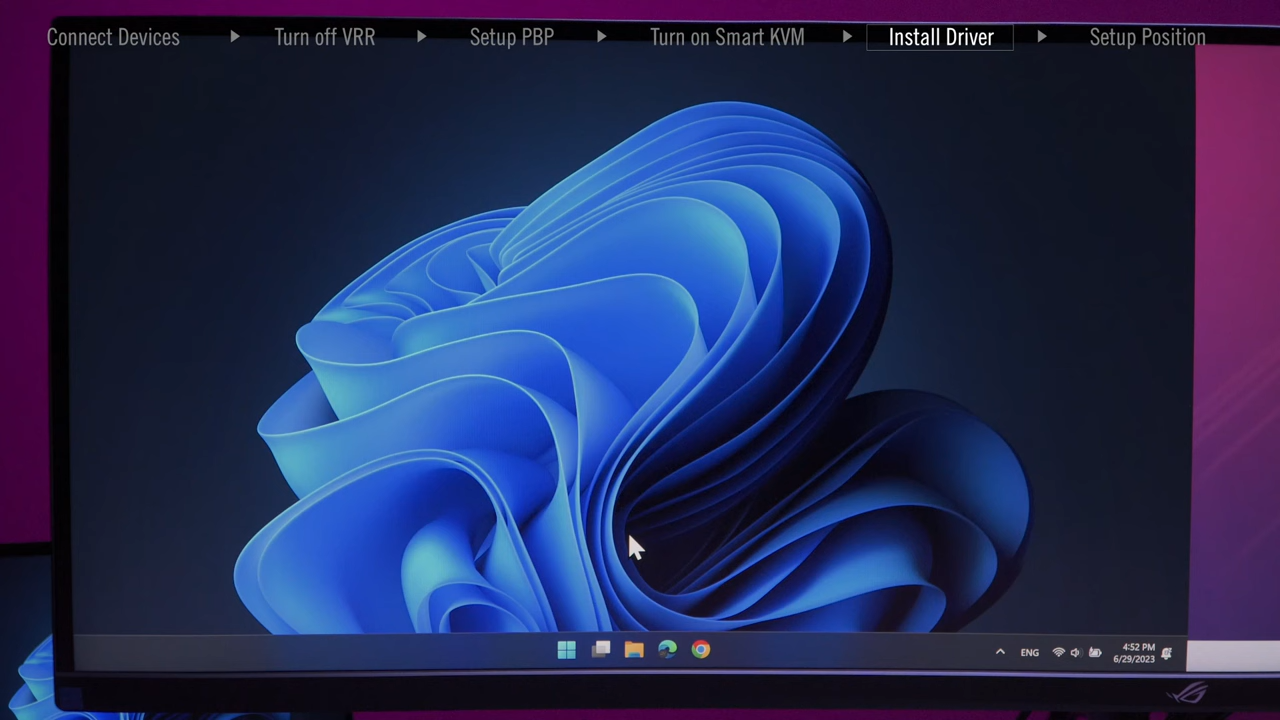 Connect Devices
Turn off VRR
Setup PBP
Turn on Smart KVM
Install Driver
Setup Position
ENG
4:52 PM
6/29/2023